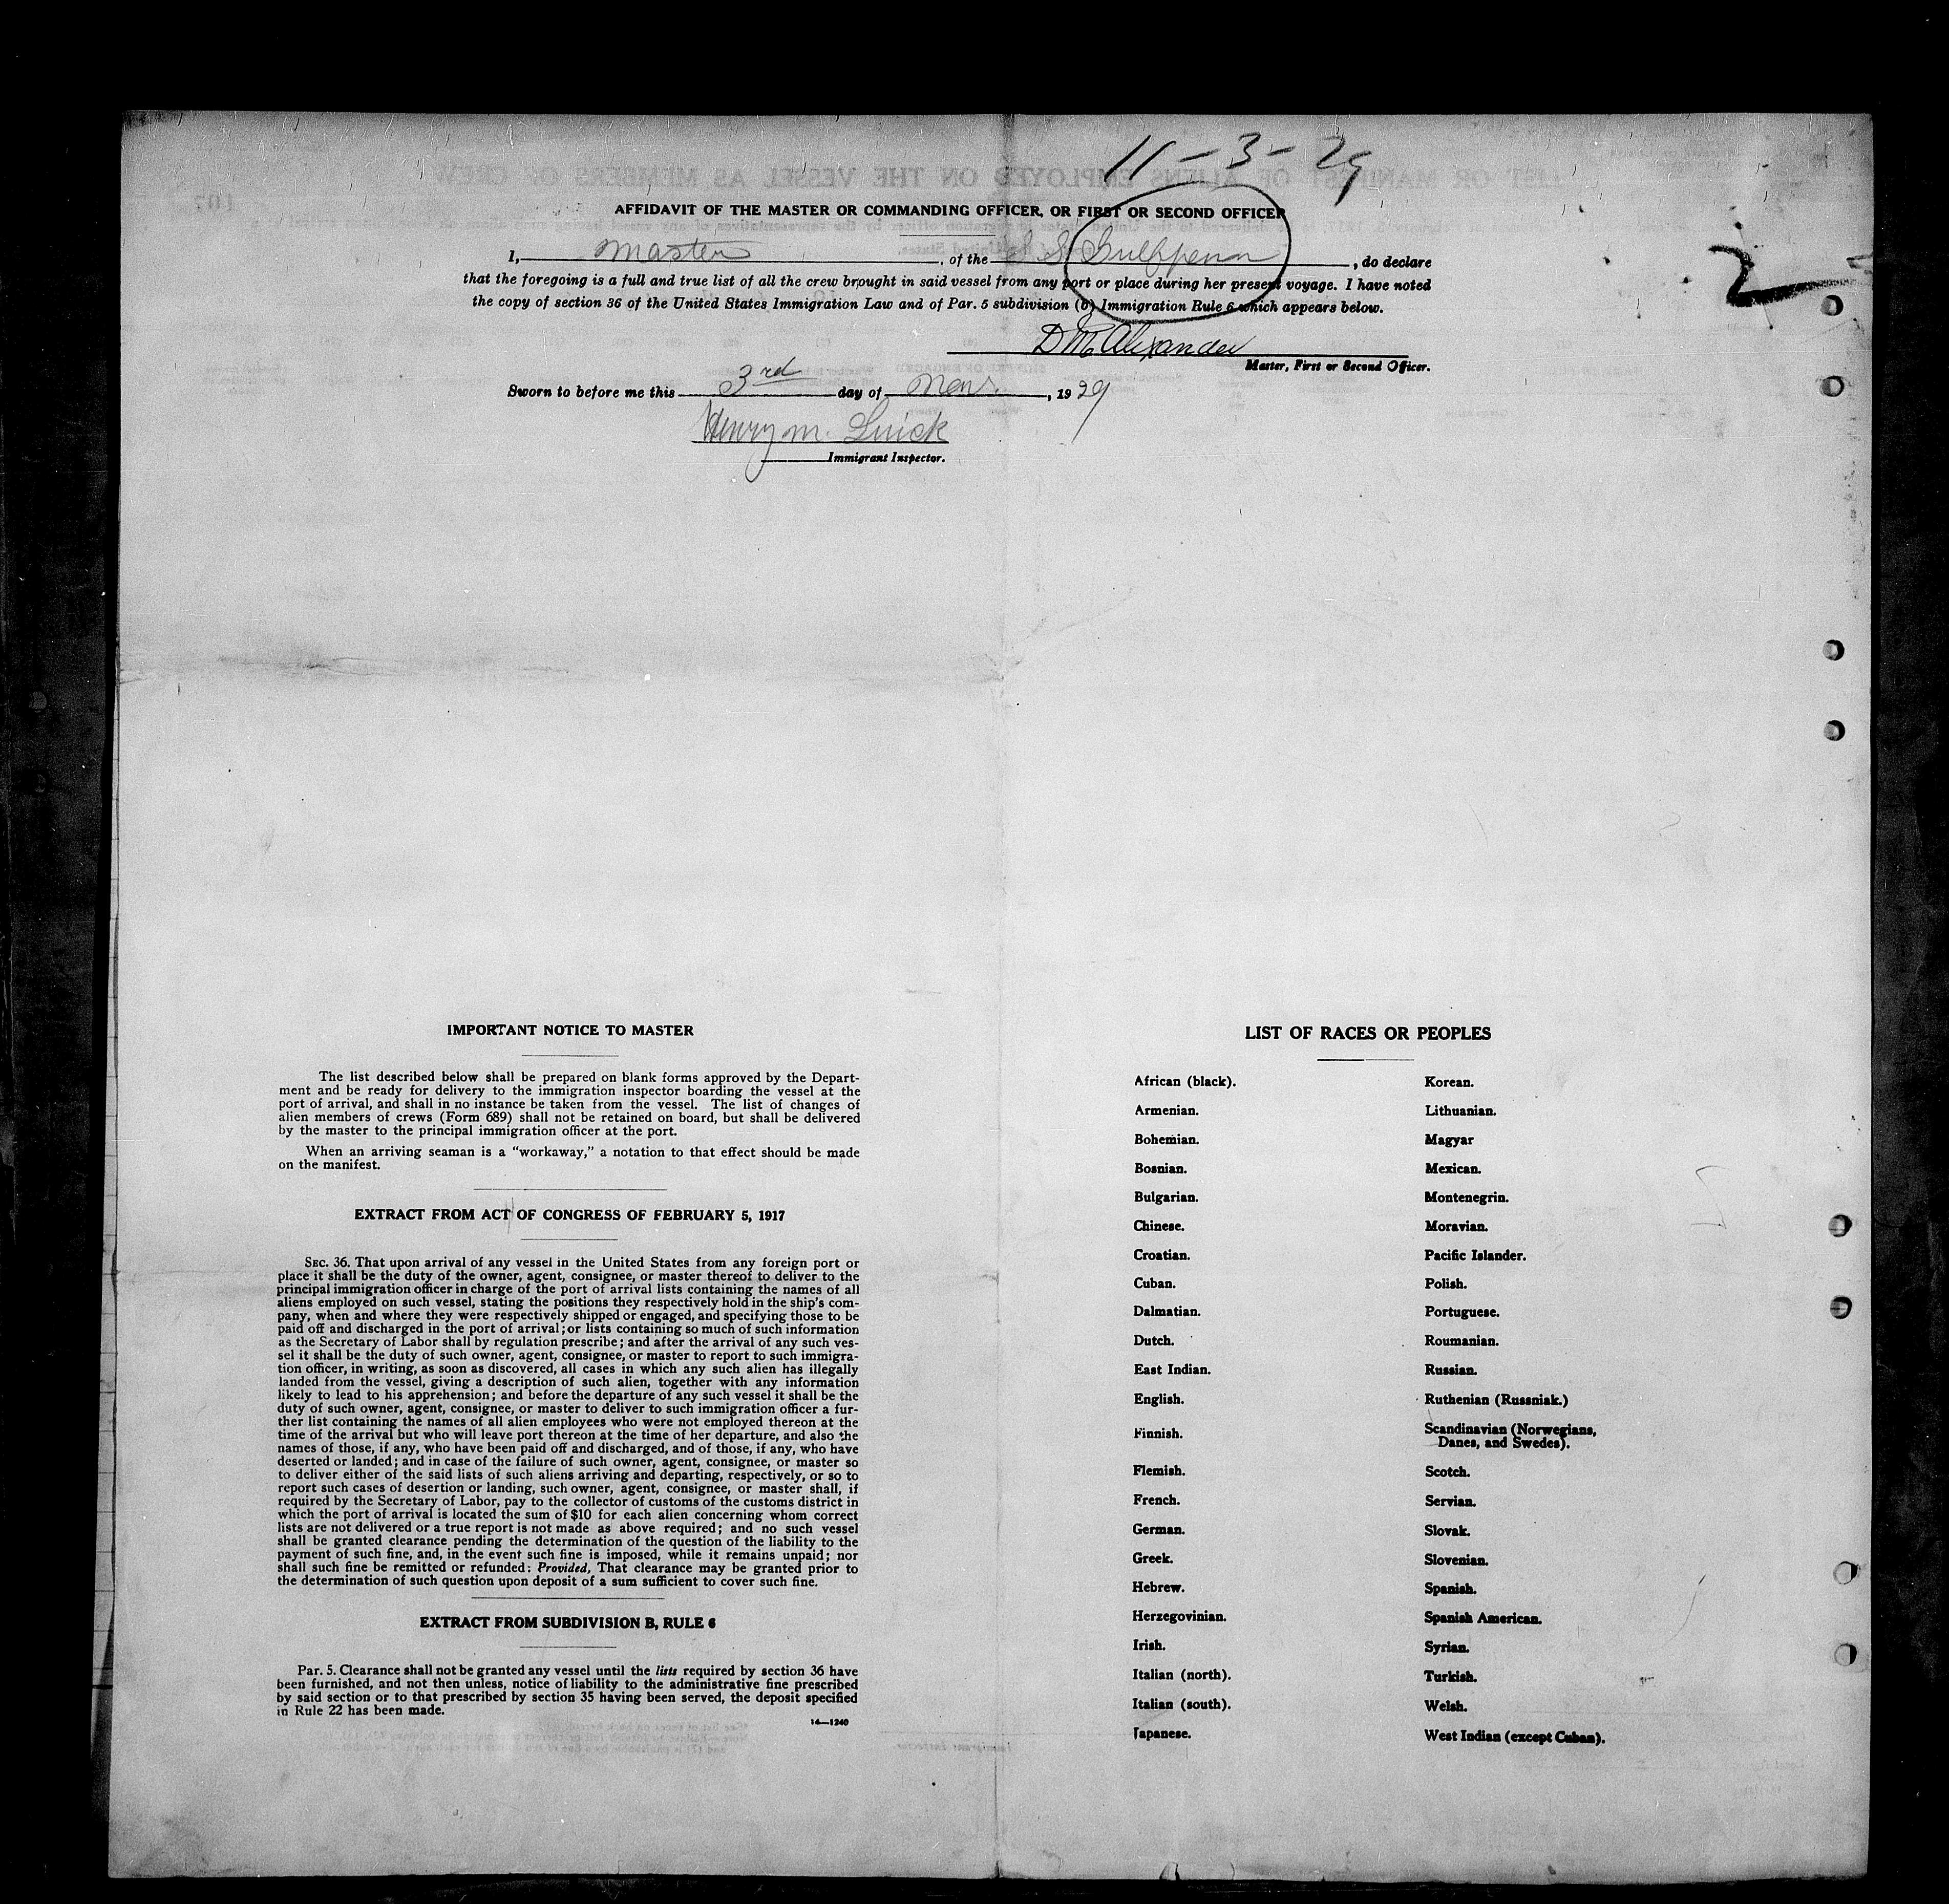 11-3-29
AFFIDAVIT OF THE MASTER OR COMMANDING OFFICER, OR FIRST OR SECOND OFFICER
I, Master, of the S S Gulfpenn, do declare
that the foregoing is a full and true list of all the crew brought in said vessel from any port or place during her present voyage. I have noted
the copy of section 36 of the United States Immigration Law and of Par. 5 subdivision (b) Immigration Rule 6 which appears below.
2
D M Alexander
Master, First or Second Officer.
Sworn to before me this 3rd day of Nov., 1929
Henry M.
Immigrant Inspector.
IMPORTANT NOTICE TO MASTER
The list described below shall be prepared on blank forms approved by the Depart-
ment and be ready for delivery to the immigration inspector boarding the vessel at the
port of arrival, and shall in no instance be taken from the vessel. The list of changes of
alien members of crews (Form 689) shall not be retained on board, but shall be delivered
by the master to the principal immigration officer at the port.
When an arriving seaman is a "workaway," a notation to that effect should be made
on the manifest.
EXTRACT FROM ACT OF CONGRESS OF FEBRUARY 5, 1917
SEC. 36. That upon arrival of any vessel in the United States from any foreign port or
place it shall be the duty of the owner, agent, consignee, or master thereof to deliver to the
principal immigration officer in charge of the port of arrival lists containing the names of all
aliens employed on such vessel, stating the positions they respectively hold in the ship's com-
pany, when and where they were respectively shipped or engaged, and specifying those to be
paid off and discharged in the port of arrival; or lists containing so much of such information
as the Secretary of Labor shall by regulation prescribe; and after the arrival of any such ves-
sel it shall be the duty of such owner, agent, consignee, or master to report to such immigra-
tion officer, in writing, as soon as discovered, all cases in which any such alien has illegally
landed from the vessel, giving a description of such alien, together with any information
likely to lead to his apprehension; and before the departure of any such vessel it shall be the
duty of such owner, agent, consignee, or master to deliver to such immigration officer a fur-
ther list containing the names of all alien employees who were not employed thereon at the
time of the arrival but who will leave port thereon at the time of her departure, and also the
names of those, if any, who have been paid off and discharged, and of those, if any, who have
deserted or landed; and in case of the failure of such owner, agent, consignee, or master so
to deliver either of the said lists of such aliens arriving and departing, respectively, or so to
report such cases of desertion or landing, such owner, agent, consignee, or master shall, if
required by the Secretary of Labor, pay to the collector of customs of the customs district in
which the port of arrival is located the sum of $10 for each alien concerning whom correct
lists are not delivered or a true report is not made as above required; and no such vessel
shall be granted clearance pending the determination of the question of the liability to the
payment of such fine, and, in the event such fine is imposed, while it remains unpaid; nor
shall such fine be remitted or refunded: Provided, That clearance may be granted prior to
the determination of such question upon deposit of a sum sufficient to cover such fine.
EXTRACT FROM SUBDIVISION B, RULE 6
Par. 5. Clearance shall not be granted any vessel until the lists required by section 36 have
been furnished, and not then unless, notice of liability to the administrative fine prescribed
by said section or to that prescribed by section 35 having been served, the deposit specified
in Rule 22 has been made.
14—1240
LIST OF RACES OR PEOPLES
African (black).
Armenian.
Bohemian.
Bosnian.
Bulgarian.
Chinese.
Croatian.
Cuban.
Dalmatian.
Dutch.
East Indian.
English.
Finnish.
Flemish.
French.
German.
Greek.
Hebrew.
Herzegovinian.
Irish.
Italian (north).
Italian (south).
Japanese.
Korean.
Lithuanian.
Magyar
Mexican.
Montenegrin.
Moravian.
Pacific Islander.
Polish.
Portuguese.
Roumanian.
Russian.
Ruthenian (Russniak.)
Scandinavian (Norwegians,
Danes, and Swedes).
Scotch.
Servian.
Slovak.
Slovenian.
Spanish.
Spanish American.
Syrian.
Turkish.
Welsh.
West Indian (except Cuban).